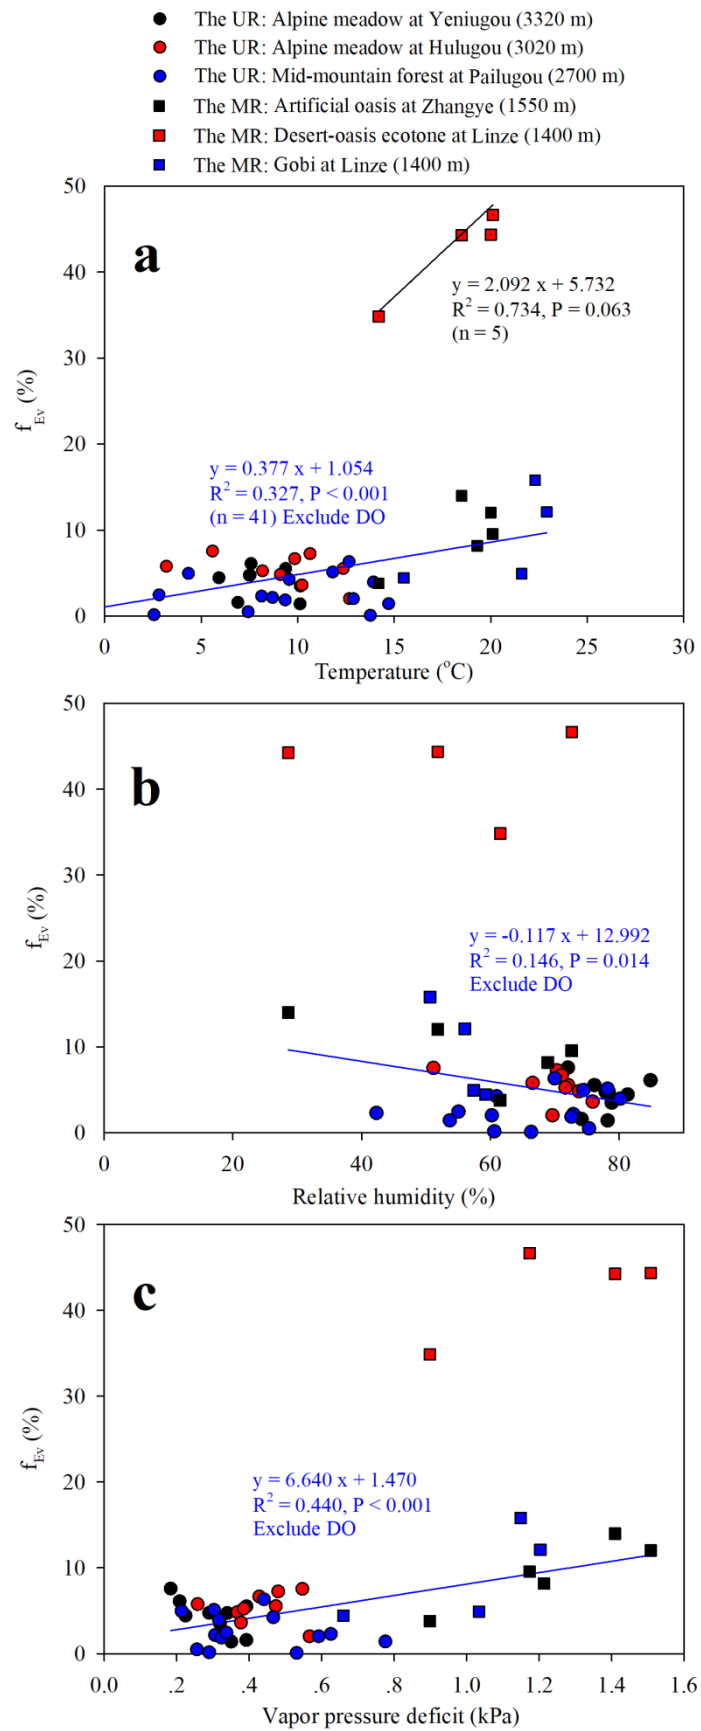 The UR: Alpine meadow at Yeniugou (3320 m)
The UR: Alpine meadow at Hulugou (3020 m)
The UR: Mid-mountain forest at Pailugou (2700 m)
The MR: Artificial oasis at Zhangye (1550 m)
The MR: Desert-oasis ecotone at Linze (1400 m)
The MR: Gobi at Linze (1400 m)
a
50
40
30
20
10
0
f_Ev (%)
y = 2.092 x + 5.732
R² = 0.734, P = 0.063
(n = 5)
y = 0.377 x + 1.054
R² = 0.327, P < 0.001
(n = 41) Exclude DO
0 5 10 15 20 25 30
Temperature (°C)
b
50
40
30
20
10
0
f_Ev (%)
y = -0.117 x + 12.992
R² = 0.146, P = 0.014
Exclude DO
0 20 40 60 80
Relative humidity (%)
c
50
40
30
20
10
0
f_Ev (%)
y = 6.640 x + 1.470
R² = 0.440, P < 0.001
Exclude DO
0.0 .2 .4 .6 .8 1.0 1.2 1.4 1.6
Vapor pressure deficit (kPa)